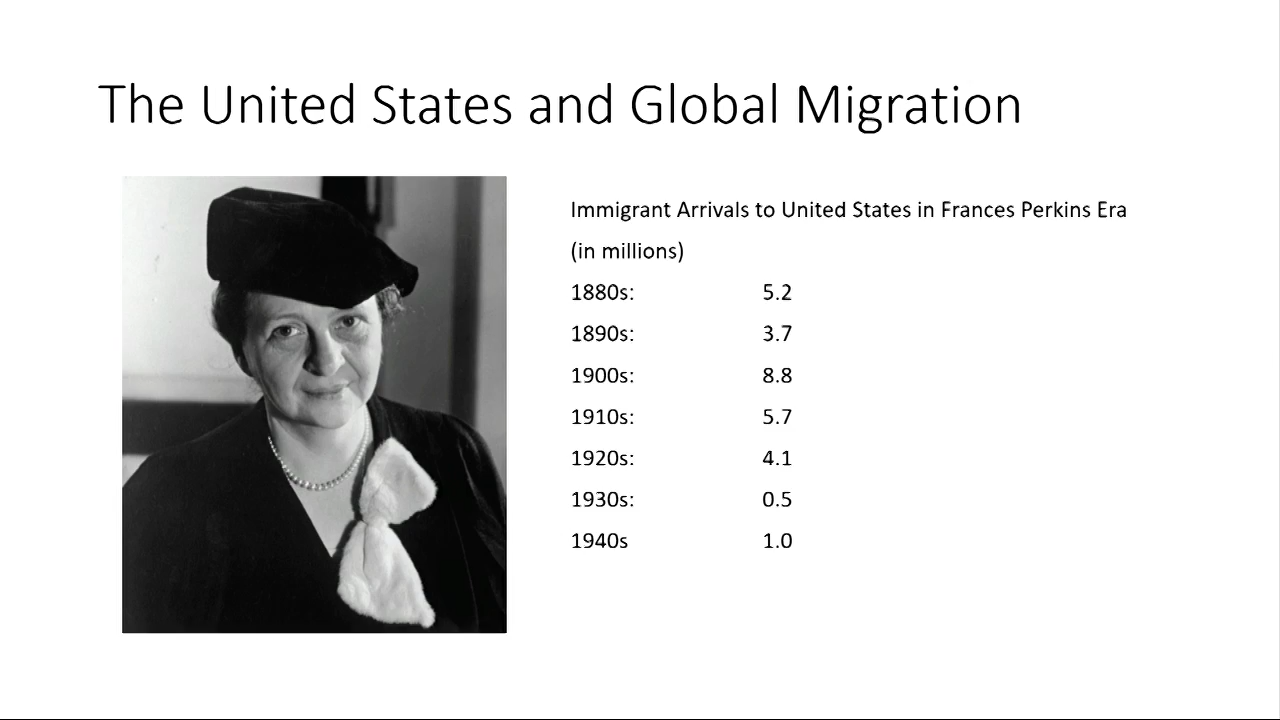 The United States and Global Migration
Immigrant Arrivals to United States in Frances Perkins Era
(in millions)
1880s: 5.2
1890s: 3.7
1900s: 8.8
1910s: 5.7
1920s: 4.1
1930s: 0.5
1940s 1.0